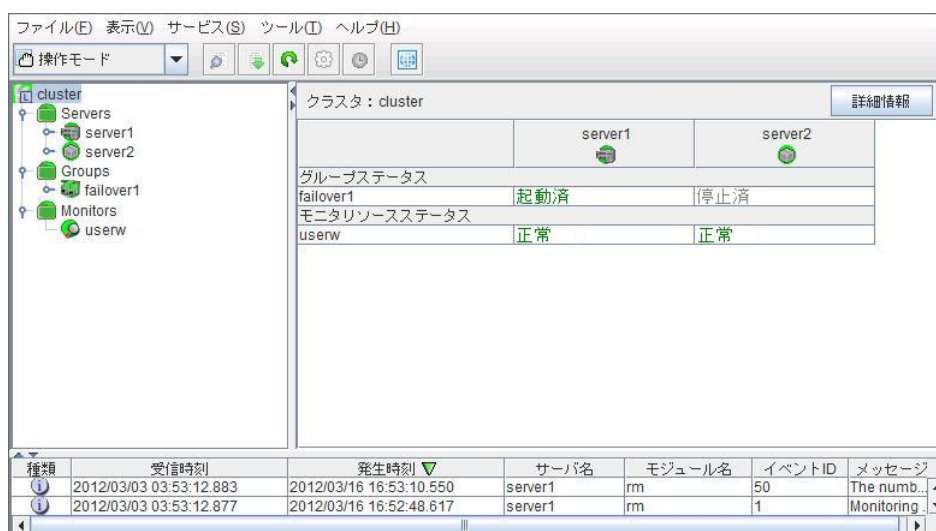 ファイル(F) 表示(V) サービス(S) ツール(T) ヘルプ(H)
操作モード
cluster
Servers
server1
server2
Groups
failover1
Monitors
userw
クラスタ：cluster
詳細情報
server1 server2
グループステータス
failover1 起動済 停止済
モニタリソースステータス
userw 正常 正常
種類 受信時刻 発生時刻 サーバ名 モジュール名 イベントID メッセージ
2012/03/03 03:53:12.883 2012/03/16 16:53:10.550 server1 rm 50 The numb...
2012/03/03 03:53:12.877 2012/03/16 16:52:48.617 server1 rm 1 Monitoring ...